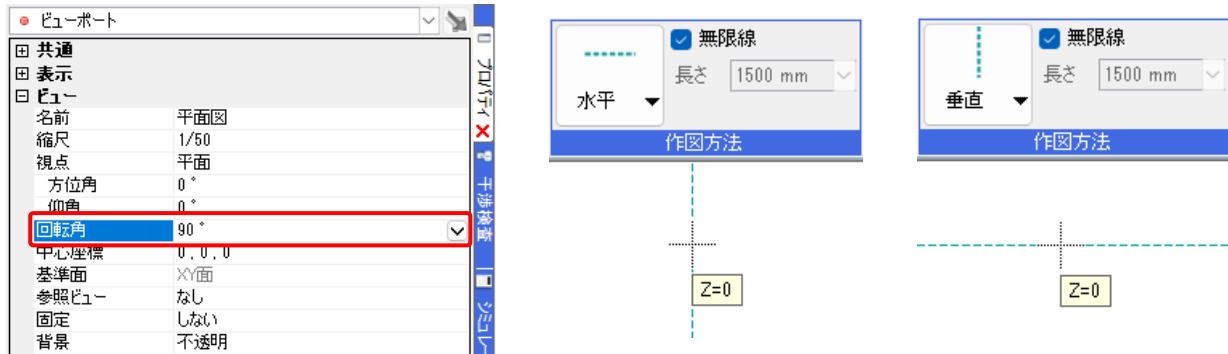 ビューポート
共通
表示
ビュー
名前 平面図
縮尺 1/50
視点 平面
方位角 0 °
仰角 0 °
回転角 90 °
中心座標 0 , 0 , 0
基準面 XY面
参照ビュー なし
固定 しない
背景 不透明
プロパティ
干渉検査
シミュレー
無限線
長さ 1500 mm
水平
作図方法
Z=0
無限線
長さ 1500 mm
垂直
作図方法
Z=0